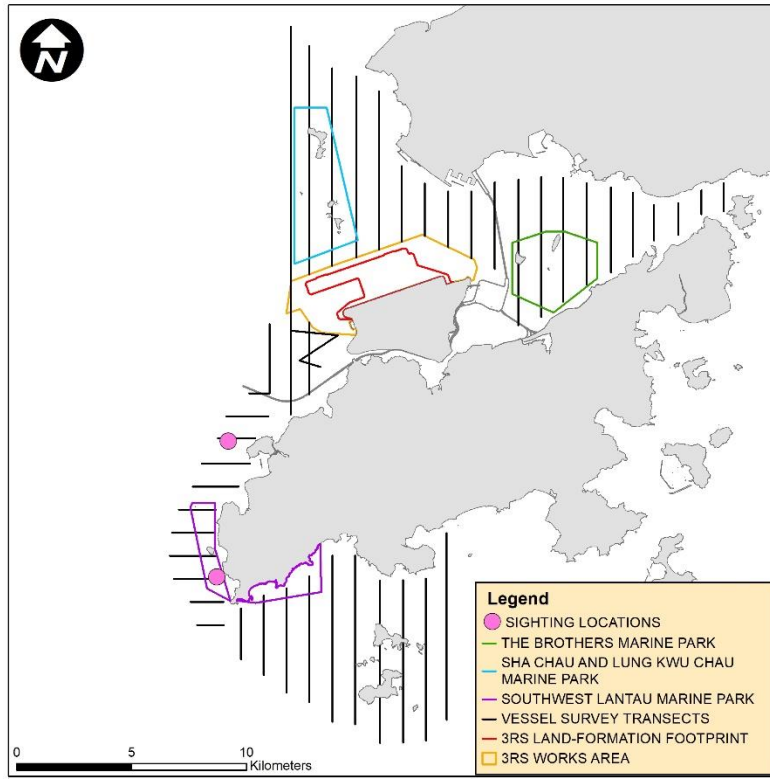 N
Legend
SIGHTING LOCATIONS
THE BROTHERS MARINE PARK
SHA CHAU AND LUNG KWU CHAU
MARINE PARK
SOUTHWEST LANTAU MARINE PARK
VESSEL SURVEY TRANSECTS
3RS LAND-FORMATION FOOTPRINT
3RS WORKS AREA
0 5 10
Kilometers